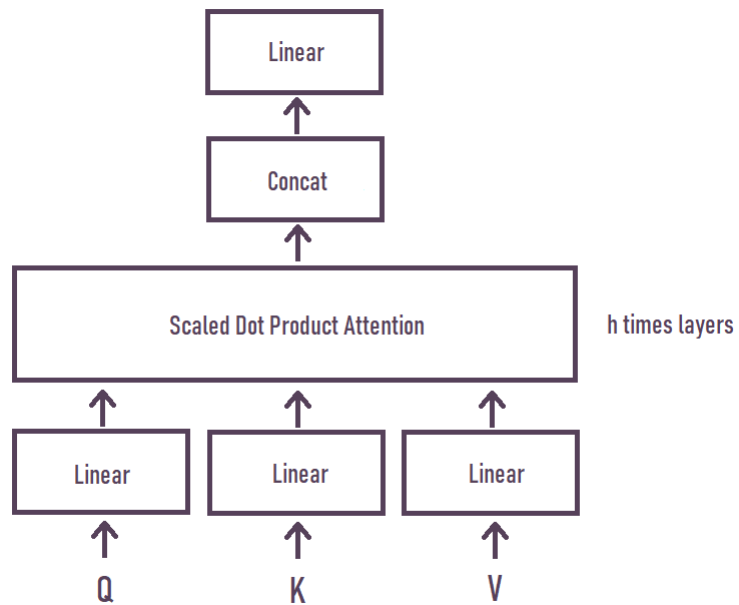 Linear
Concat
Scaled Dot Product Attention
h times layers
Linear
Linear
Linear
Q
K
V